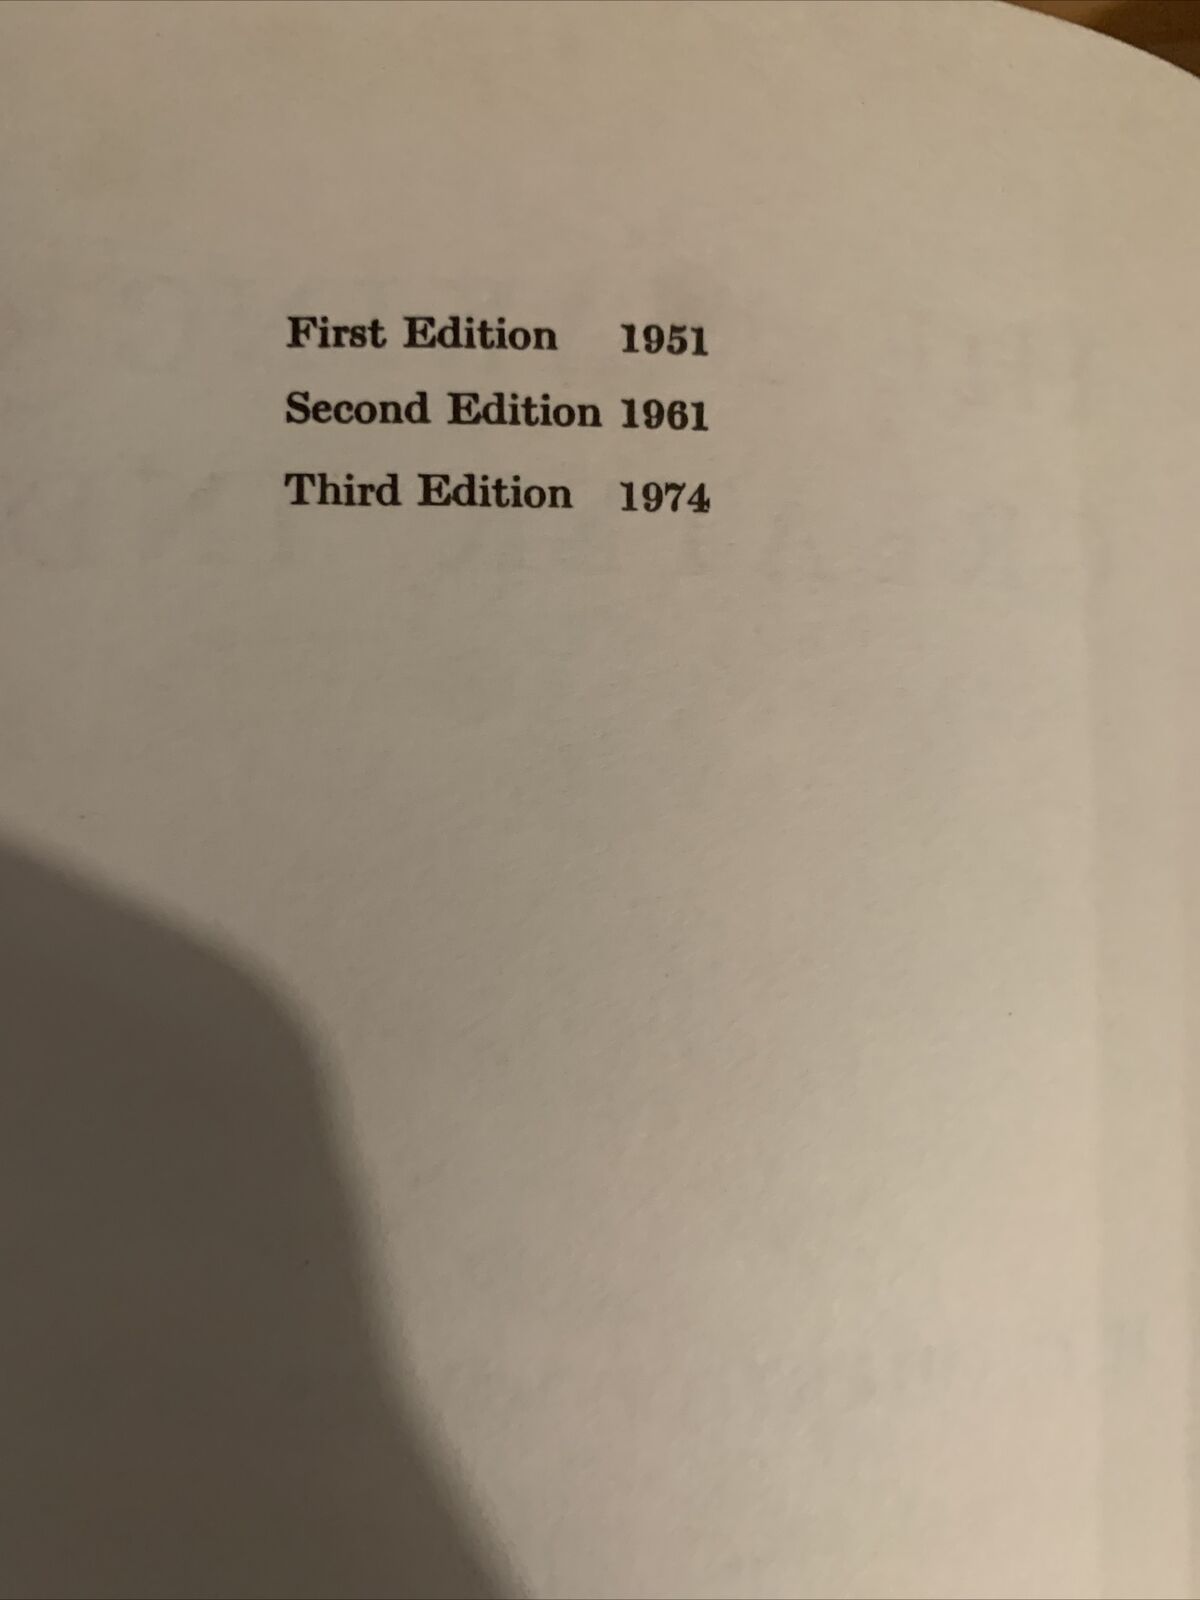 First Edition 1951
Second Edition 1961
Third Edition 1974